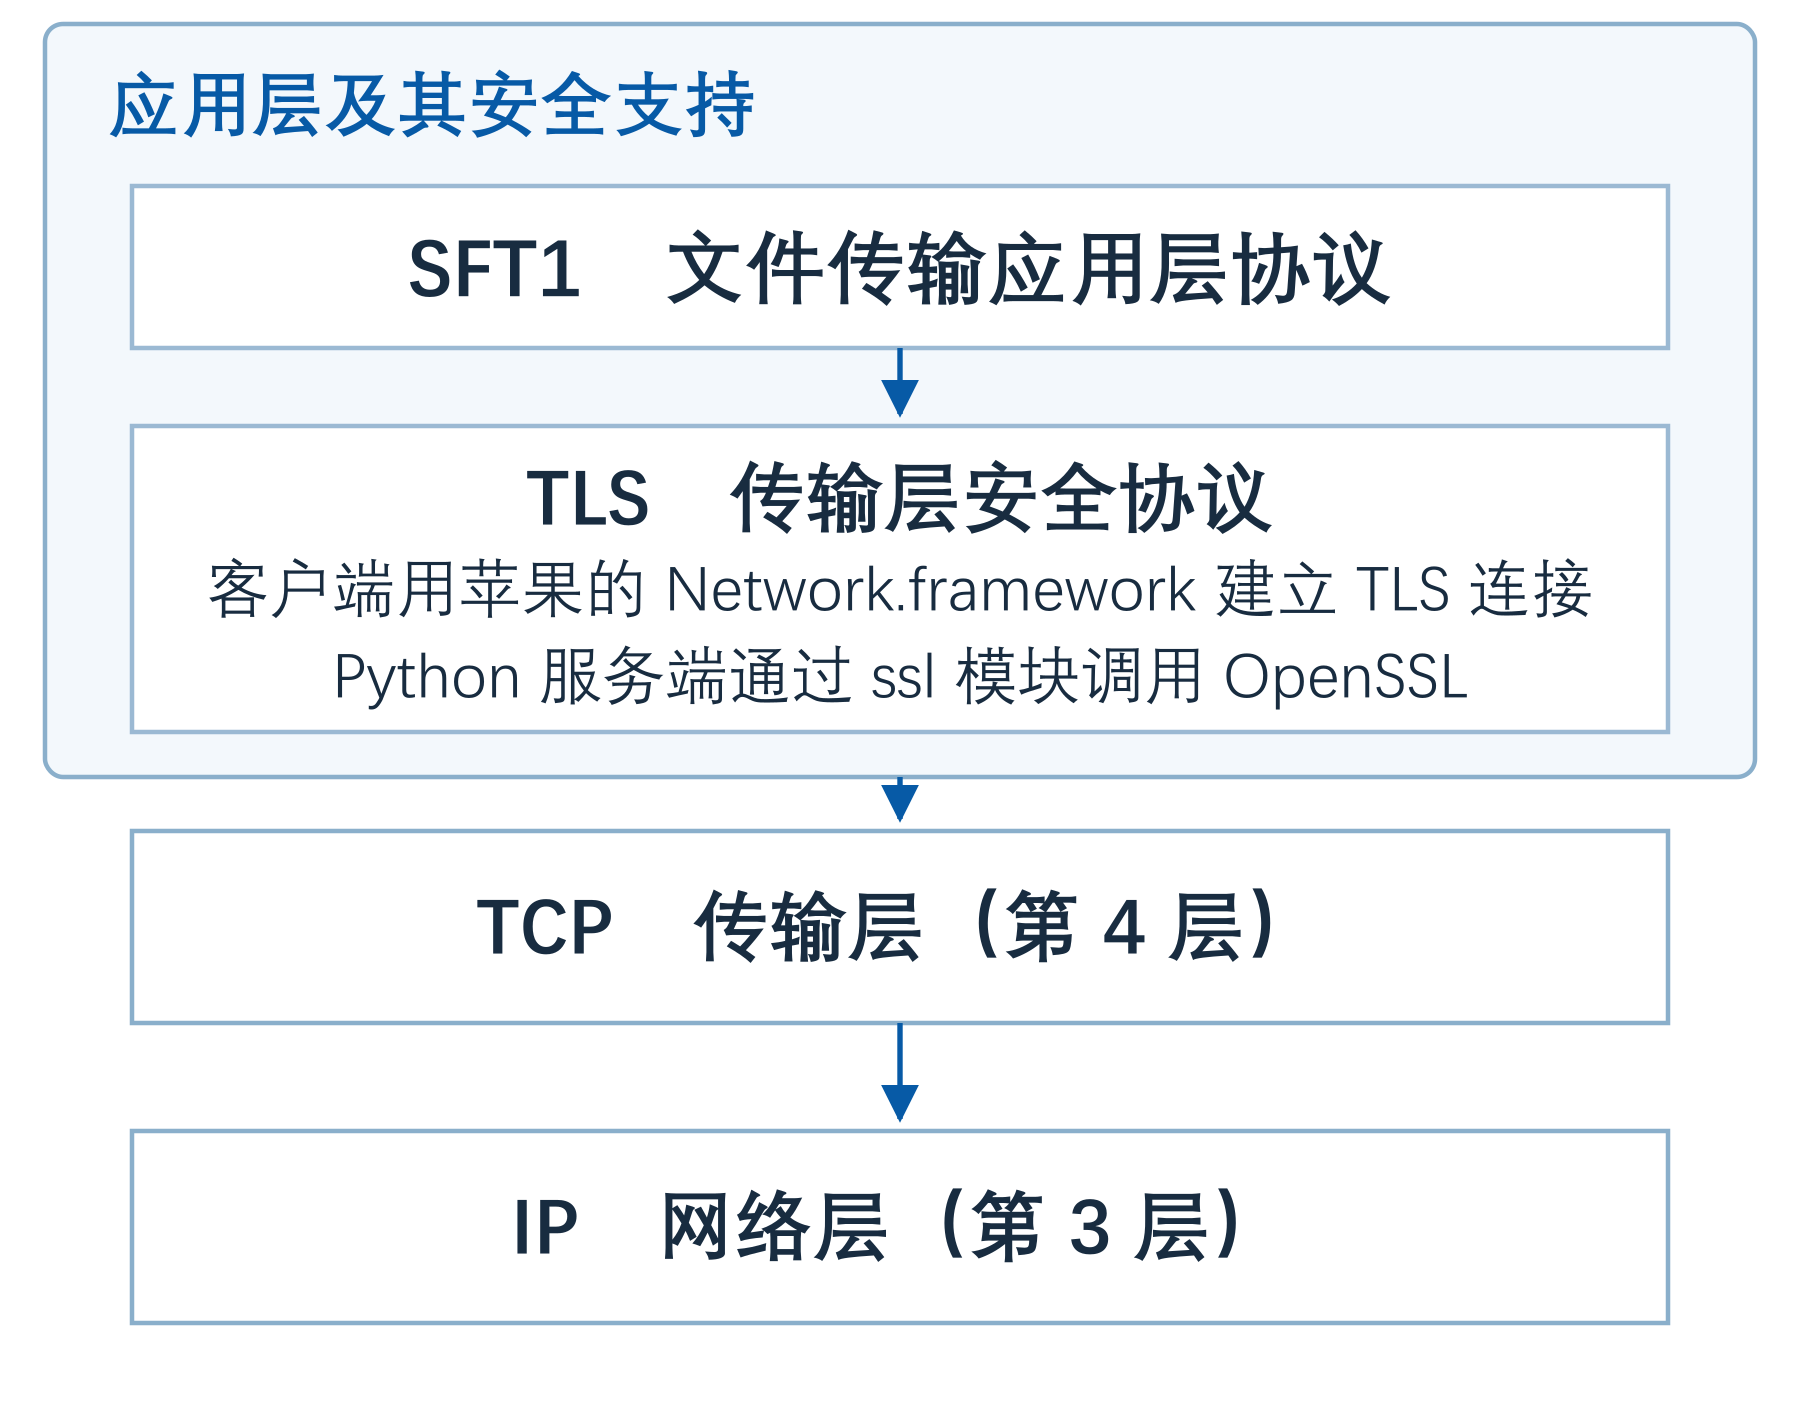 应用层及其安全支持
SFT1　文件传输应用层协议
TLS　传输层安全协议
客户端用苹果的 Network.framework 建立 TLS 连接
Python 服务端通过 ssl 模块调用 OpenSSL
TCP　传输层（第 4 层）
IP　网络层（第 3 层）